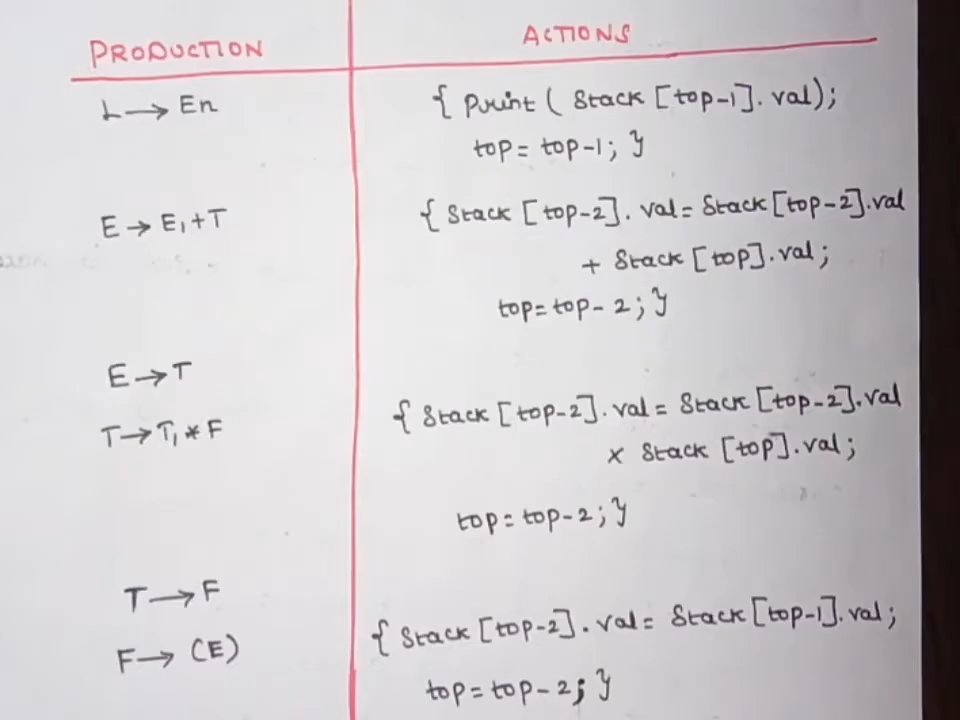 PRODUCTION ACTIONS
L → En { Print ( Stack [top-1]. val);
top = top-1; }
E → E₁ + T { Stack [top-2]. val = Stack [top-2].val
+ Stack [top].val;
top = top - 2; }
E → T
T → T₁ * F { Stack [top-2]. val = Stack [top-2].val
x Stack [top].val;
top = top-2; }
T → F
F → (E) { Stack [top-2]. val = Stack [top-1].val;
top = top-2; }